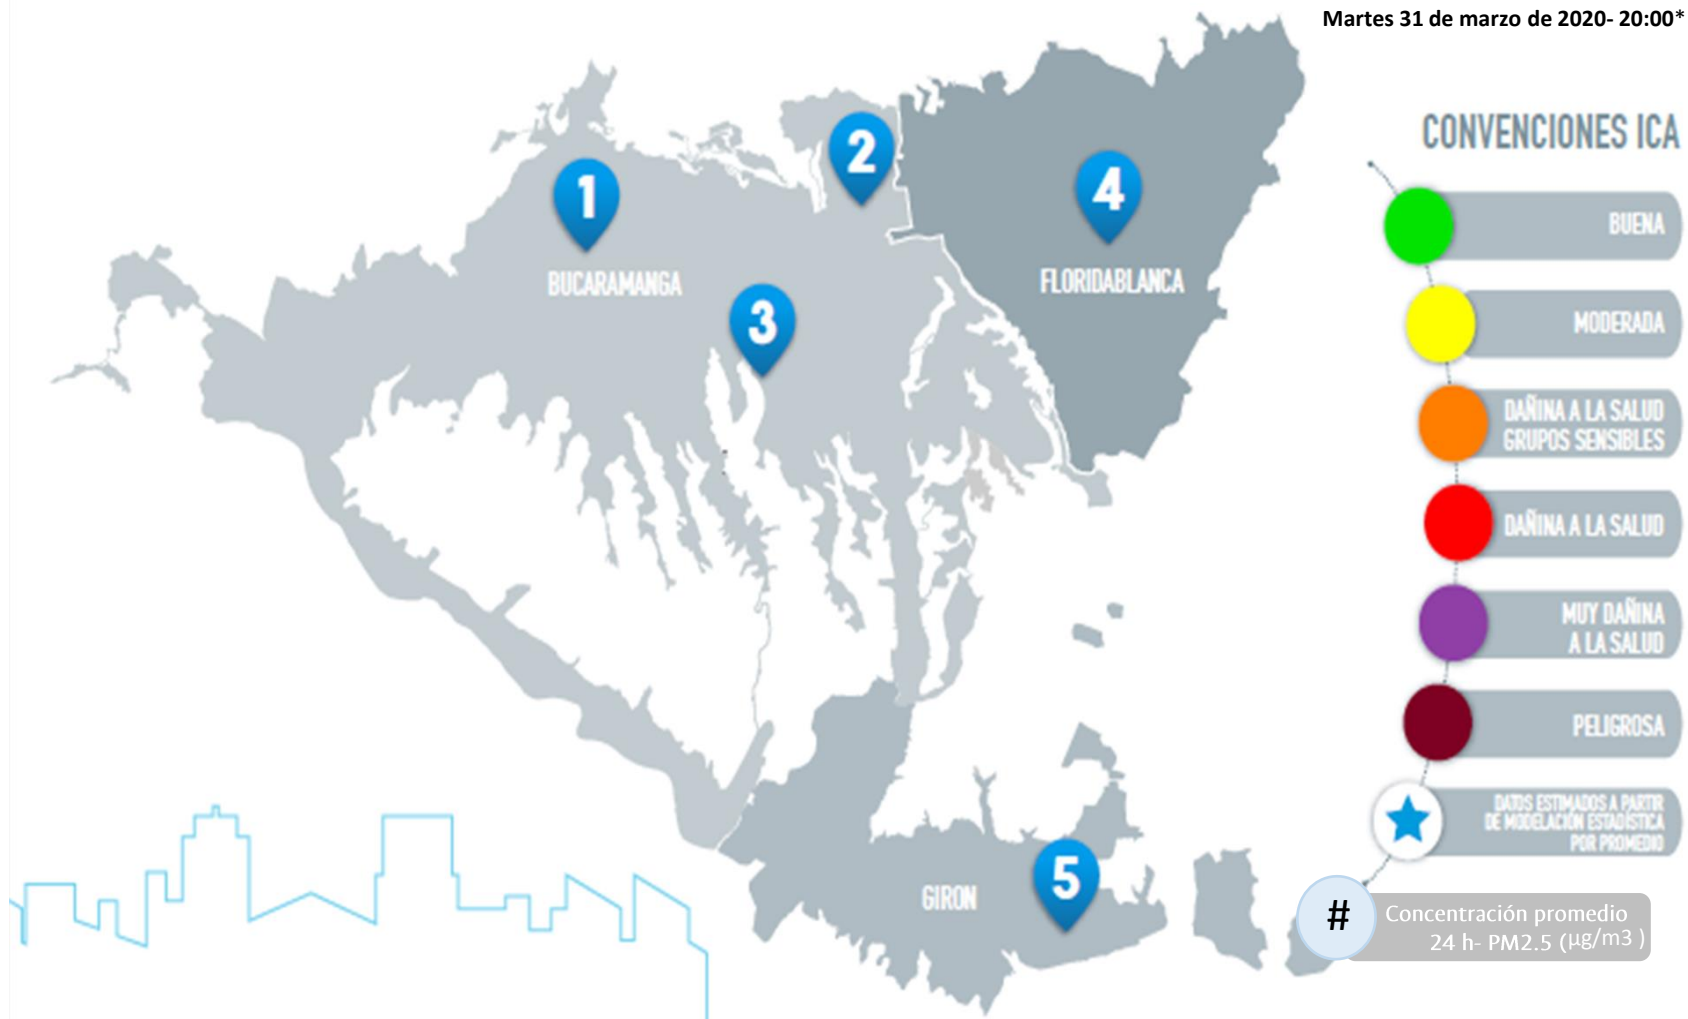 Martes 31 de marzo de 2020- 20:00*
CONVENCIONES ICA
1
2
3
4
5
BUCARAMANGA
FLORIDABLANCA
GIRON
BUENA
MODERADA
DAÑINA A LA SALUD
GRUPOS SENSIBLES
DAÑINA A LA SALUD
MUY DAÑINA
A LA SALUD
PELIGROSA
DATOS ESTIMADOS A PARTIR
DE MODELACIÓN ESTADÍSTICA
POR PROMEDIO
#
Concentración promedio
24 h- PM2.5 (µg/m3 )